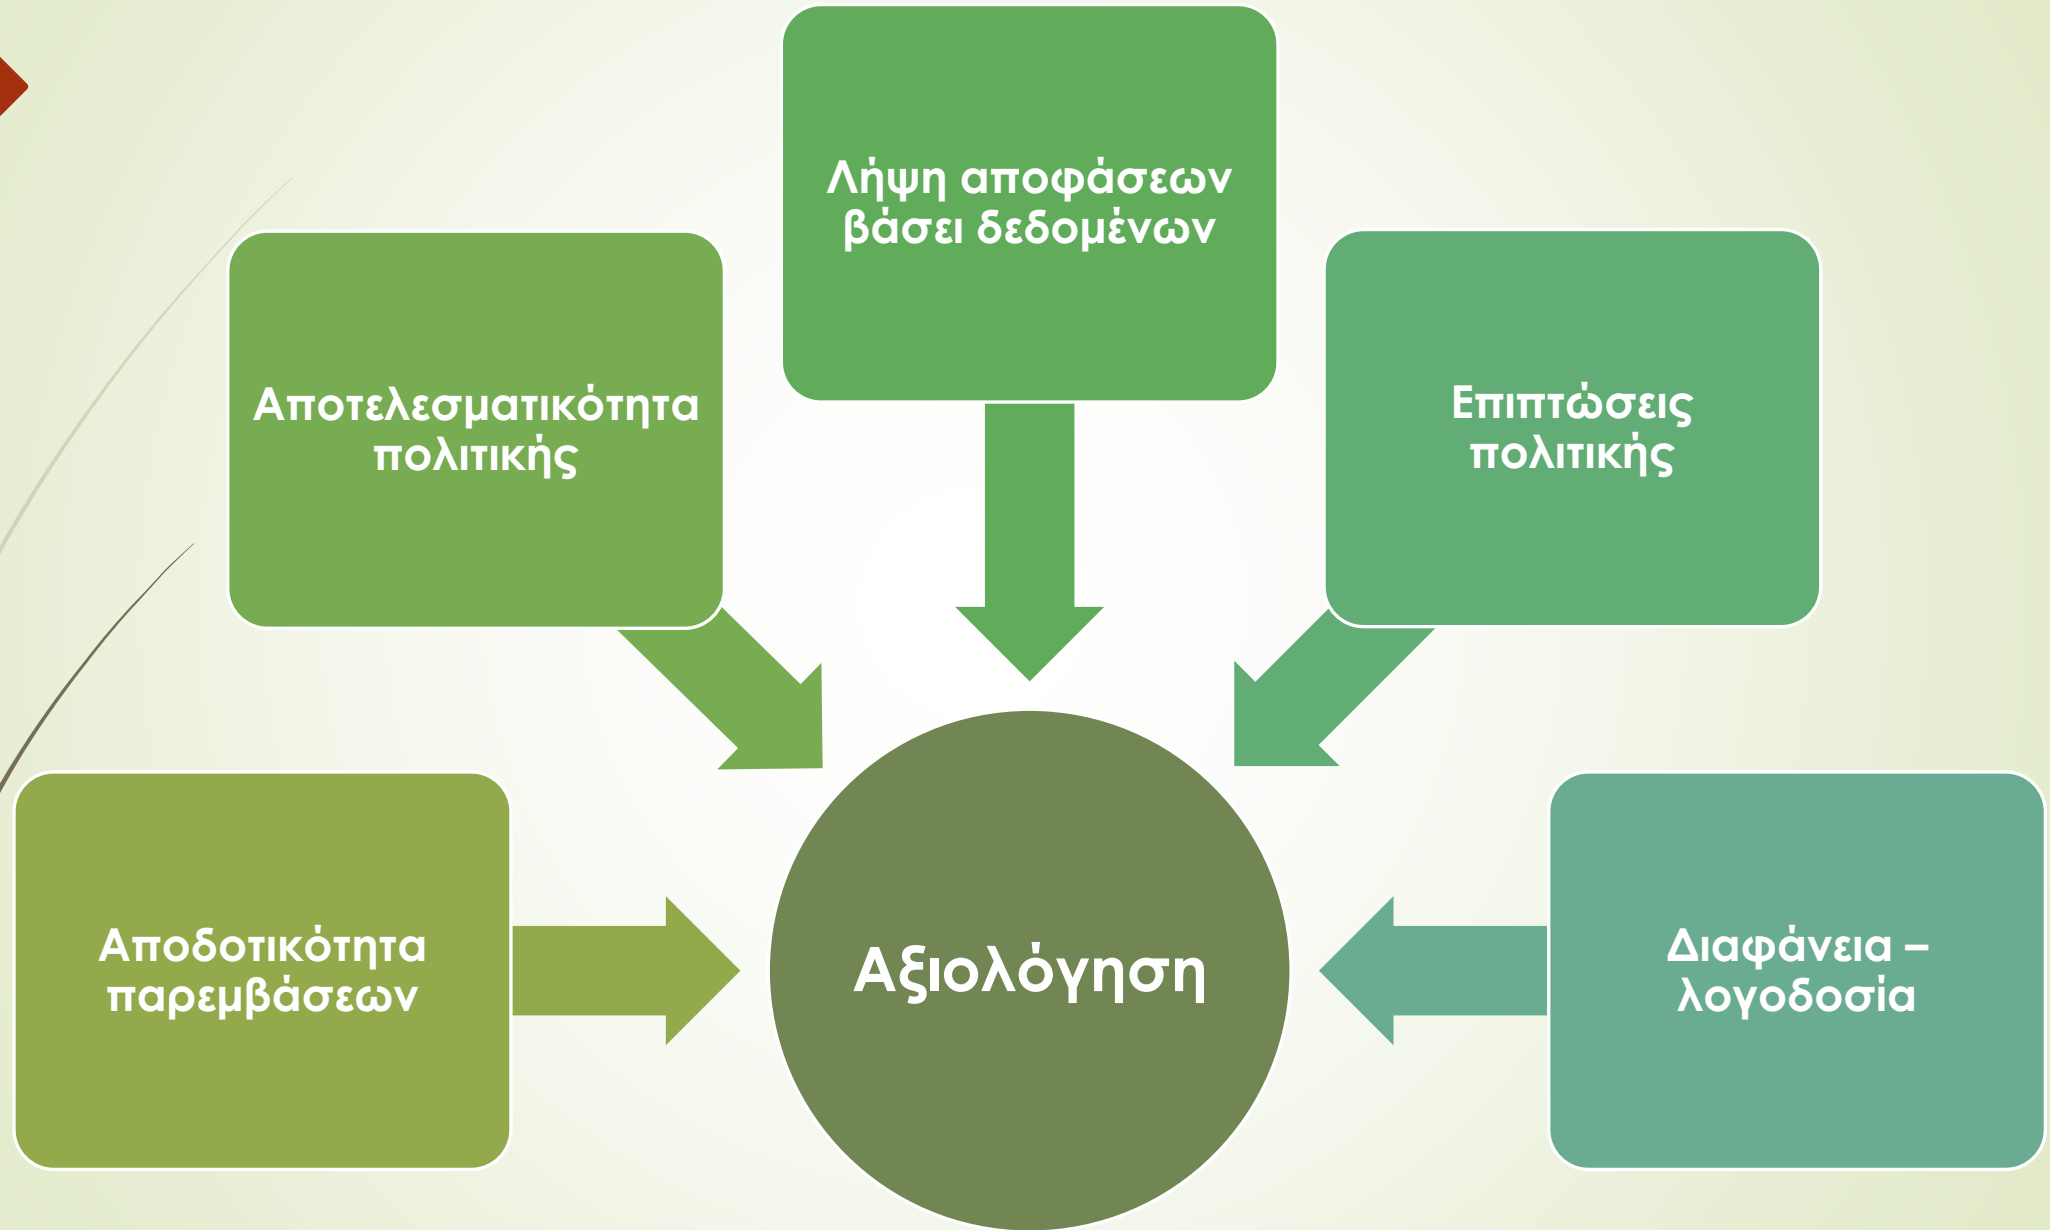 Λήψη αποφάσεων
βάσει δεδομένων
Αποτελεσματικότητα
πολιτικής
Επιπτώσεις
πολιτικής
Αποδοτικότητα
παρεμβάσεων
Αξιολόγηση
Διαφάνεια –
λογοδοσία